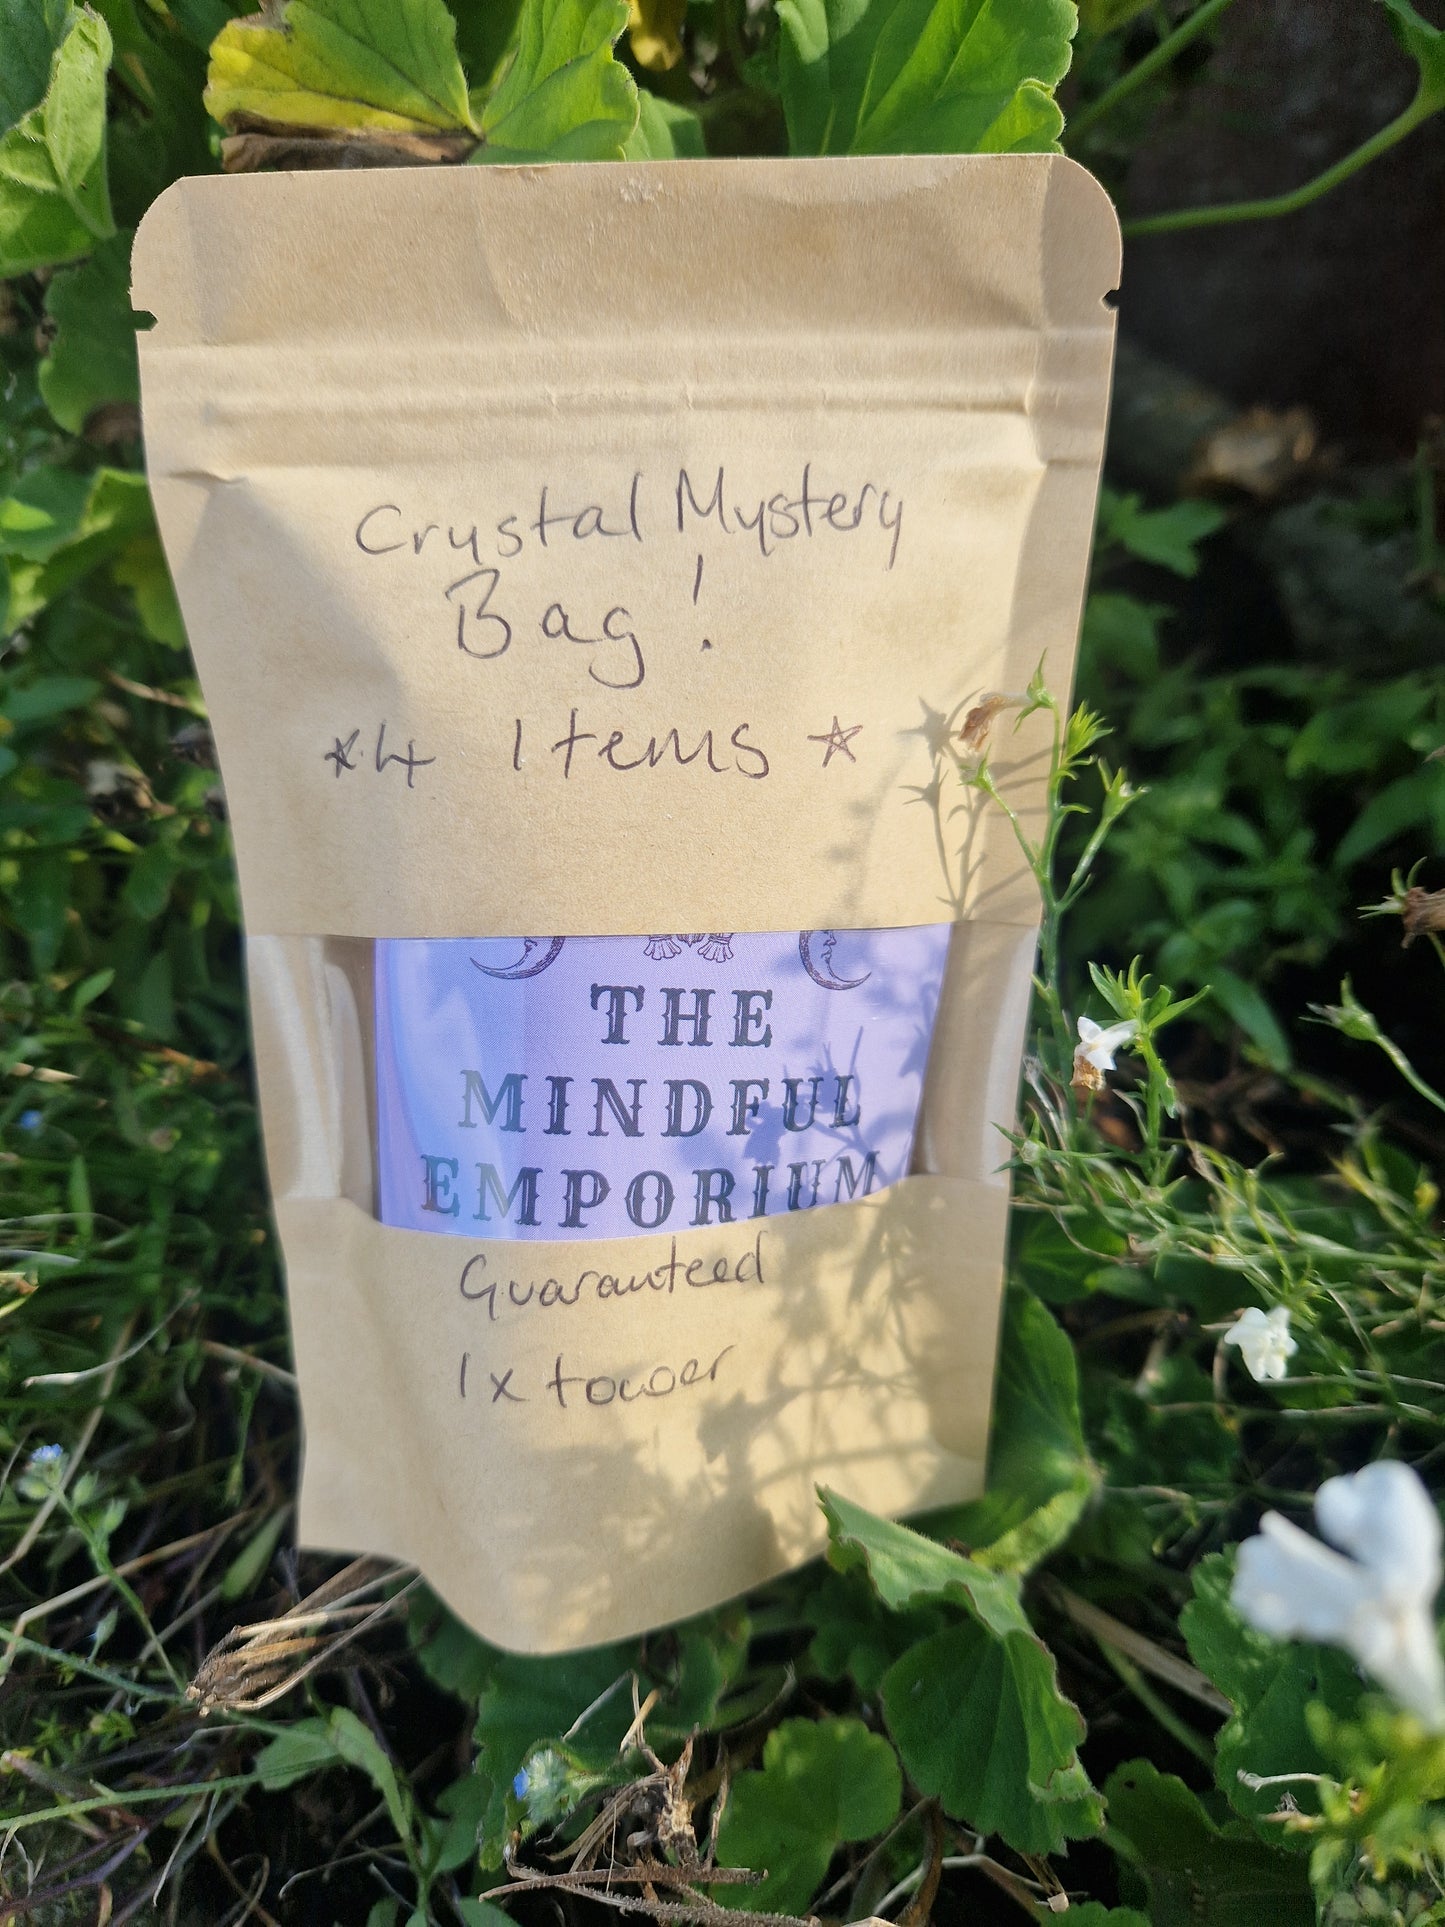 Crystal Mystery
Bag!
☆4 Items ☆
THE
MINDFUL
EMPORIUM
Guaranteed
1x tower